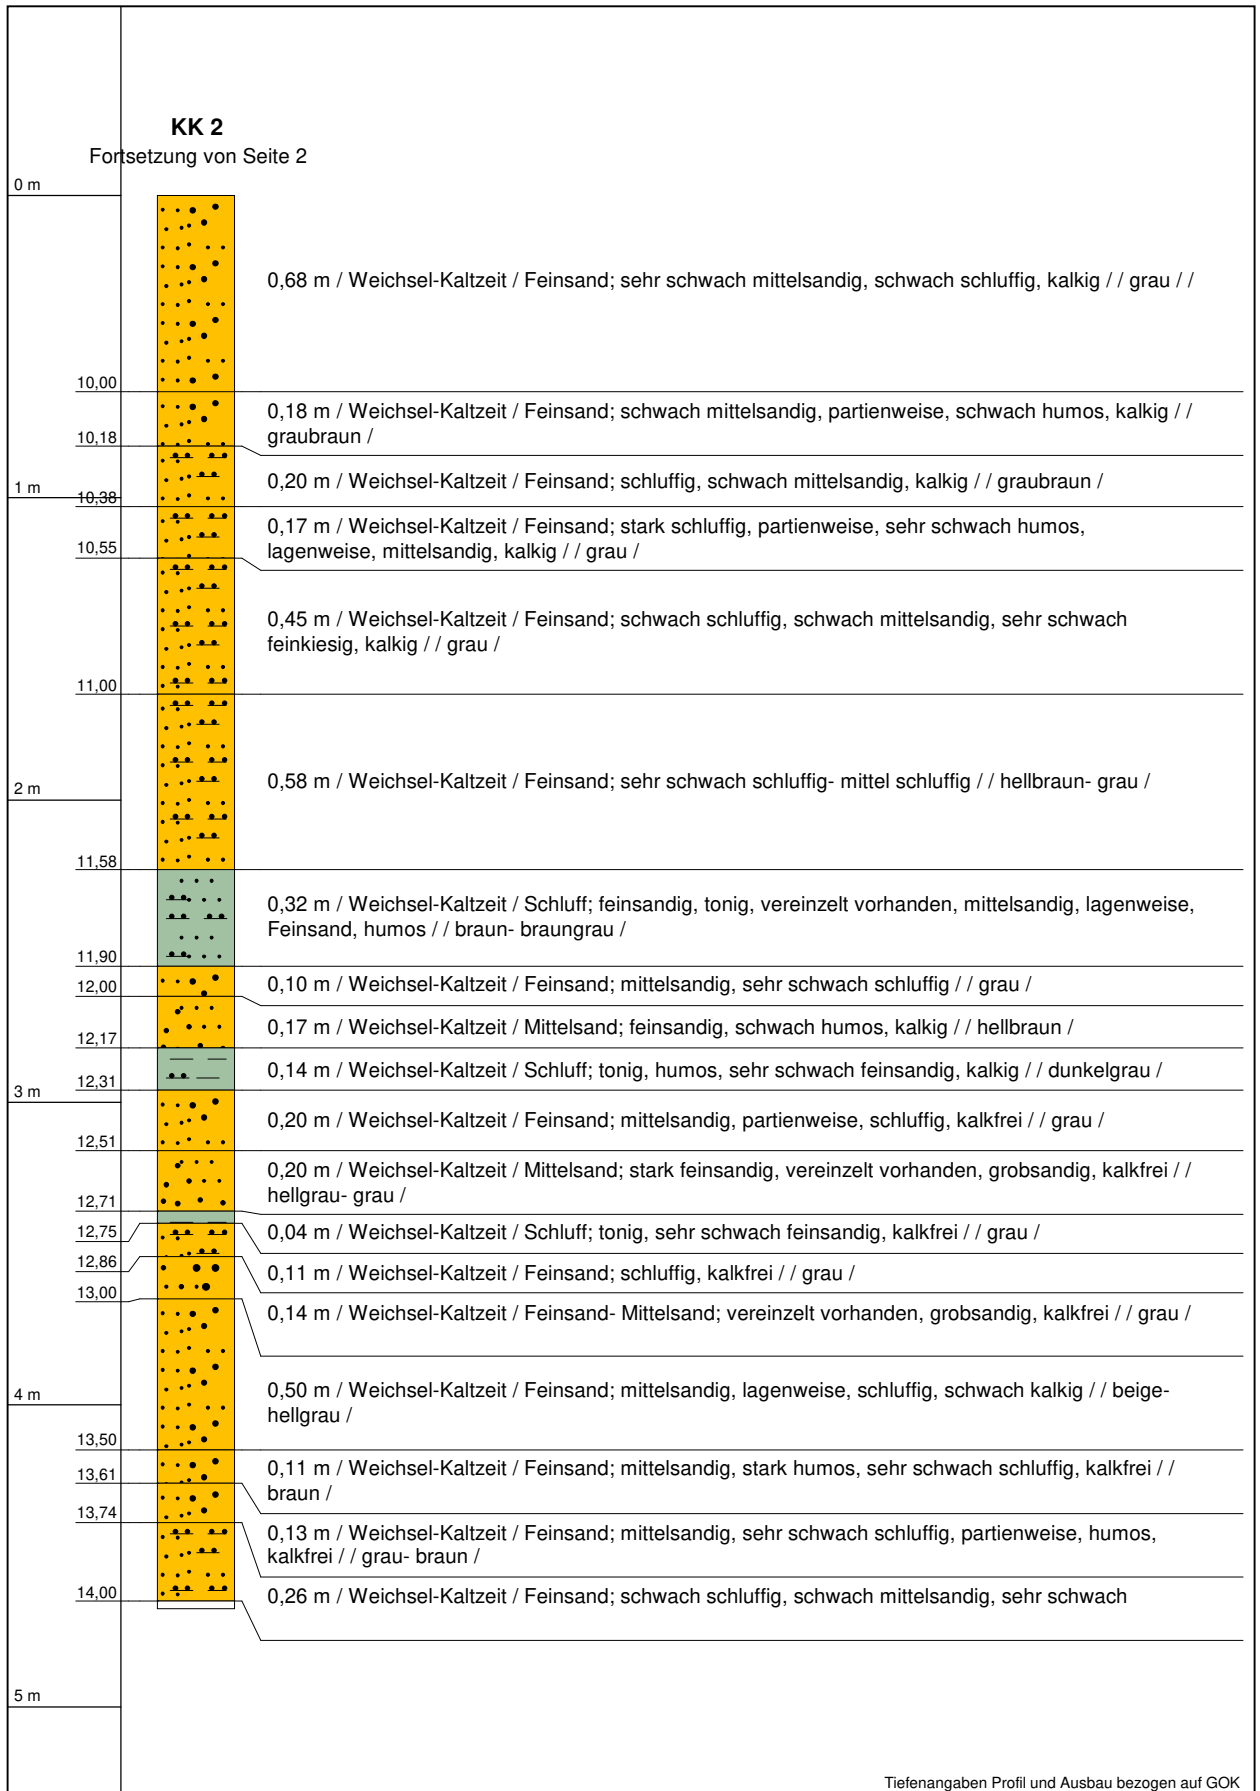 KK 2
Fortsetzung von Seite 2
0 m
0,68 m / Weichsel-Kaltzeit / Feinsand; sehr schwach mittelsandig, schwach schluffig, kalkig / / grau / /
10,00
0,18 m / Weichsel-Kaltzeit / Feinsand; schwach mittelsandig, partienweise, schwach humos, kalkig / /
graubraun /
10,18
0,20 m / Weichsel-Kaltzeit / Feinsand; schluffig, schwach mittelsandig, kalkig / / graubraun /
1 m
10,38
0,17 m / Weichsel-Kaltzeit / Feinsand; stark schluffig, partienweise, sehr schwach humos,
lagenweise, mittelsandig, kalkig / / grau /
10,55
0,45 m / Weichsel-Kaltzeit / Feinsand; schwach schluffig, schwach mittelsandig, sehr schwach
feinkiesig, kalkig / / grau /
11,00
0,58 m / Weichsel-Kaltzeit / Feinsand; sehr schwach schluffig- mittel schluffig / / hellbraun- grau /
2 m
11,58
0,32 m / Weichsel-Kaltzeit / Schluff; feinsandig, tonig, vereinzelt vorhanden, mittelsandig, lagenweise,
Feinsand, humos / / braun- braungrau /
11,90
0,10 m / Weichsel-Kaltzeit / Feinsand; mittelsandig, sehr schwach schluffig / / grau /
12,00
0,17 m / Weichsel-Kaltzeit / Mittelsand; feinsandig, schwach humos, kalkig / / hellbraun /
12,17
0,14 m / Weichsel-Kaltzeit / Schluff; tonig, humos, sehr schwach feinsandig, kalkig / / dunkelgrau /
12,31
3 m
0,20 m / Weichsel-Kaltzeit / Feinsand; mittelsandig, partienweise, schluffig, kalkfrei / / grau /
12,51
0,20 m / Weichsel-Kaltzeit / Mittelsand; stark feinsandig, vereinzelt vorhanden, grobsandig, kalkfrei / /
hellgrau- grau /
12,71
0,04 m / Weichsel-Kaltzeit / Schluff; tonig, sehr schwach feinsandig, kalkfrei / / grau /
12,75
12,86
0,11 m / Weichsel-Kaltzeit / Feinsand; schluffig, kalkfrei / / grau /
13,00
0,14 m / Weichsel-Kaltzeit / Feinsand- Mittelsand; vereinzelt vorhanden, grobsandig, kalkfrei / / grau /
4 m
0,50 m / Weichsel-Kaltzeit / Feinsand; mittelsandig, lagenweise, schluffig, schwach kalkig / / beige-
hellgrau /
13,50
0,11 m / Weichsel-Kaltzeit / Feinsand; mittelsandig, stark humos, sehr schwach schluffig, kalkfrei / /
braun /
13,61
13,74
0,13 m / Weichsel-Kaltzeit / Feinsand; mittelsandig, sehr schwach schluffig, partienweise, humos,
kalkfrei / / grau- braun /
14,00
0,26 m / Weichsel-Kaltzeit / Feinsand; schwach schluffig, schwach mittelsandig, sehr schwach
5 m
Tiefenangaben Profil und Ausbau bezogen auf GOK